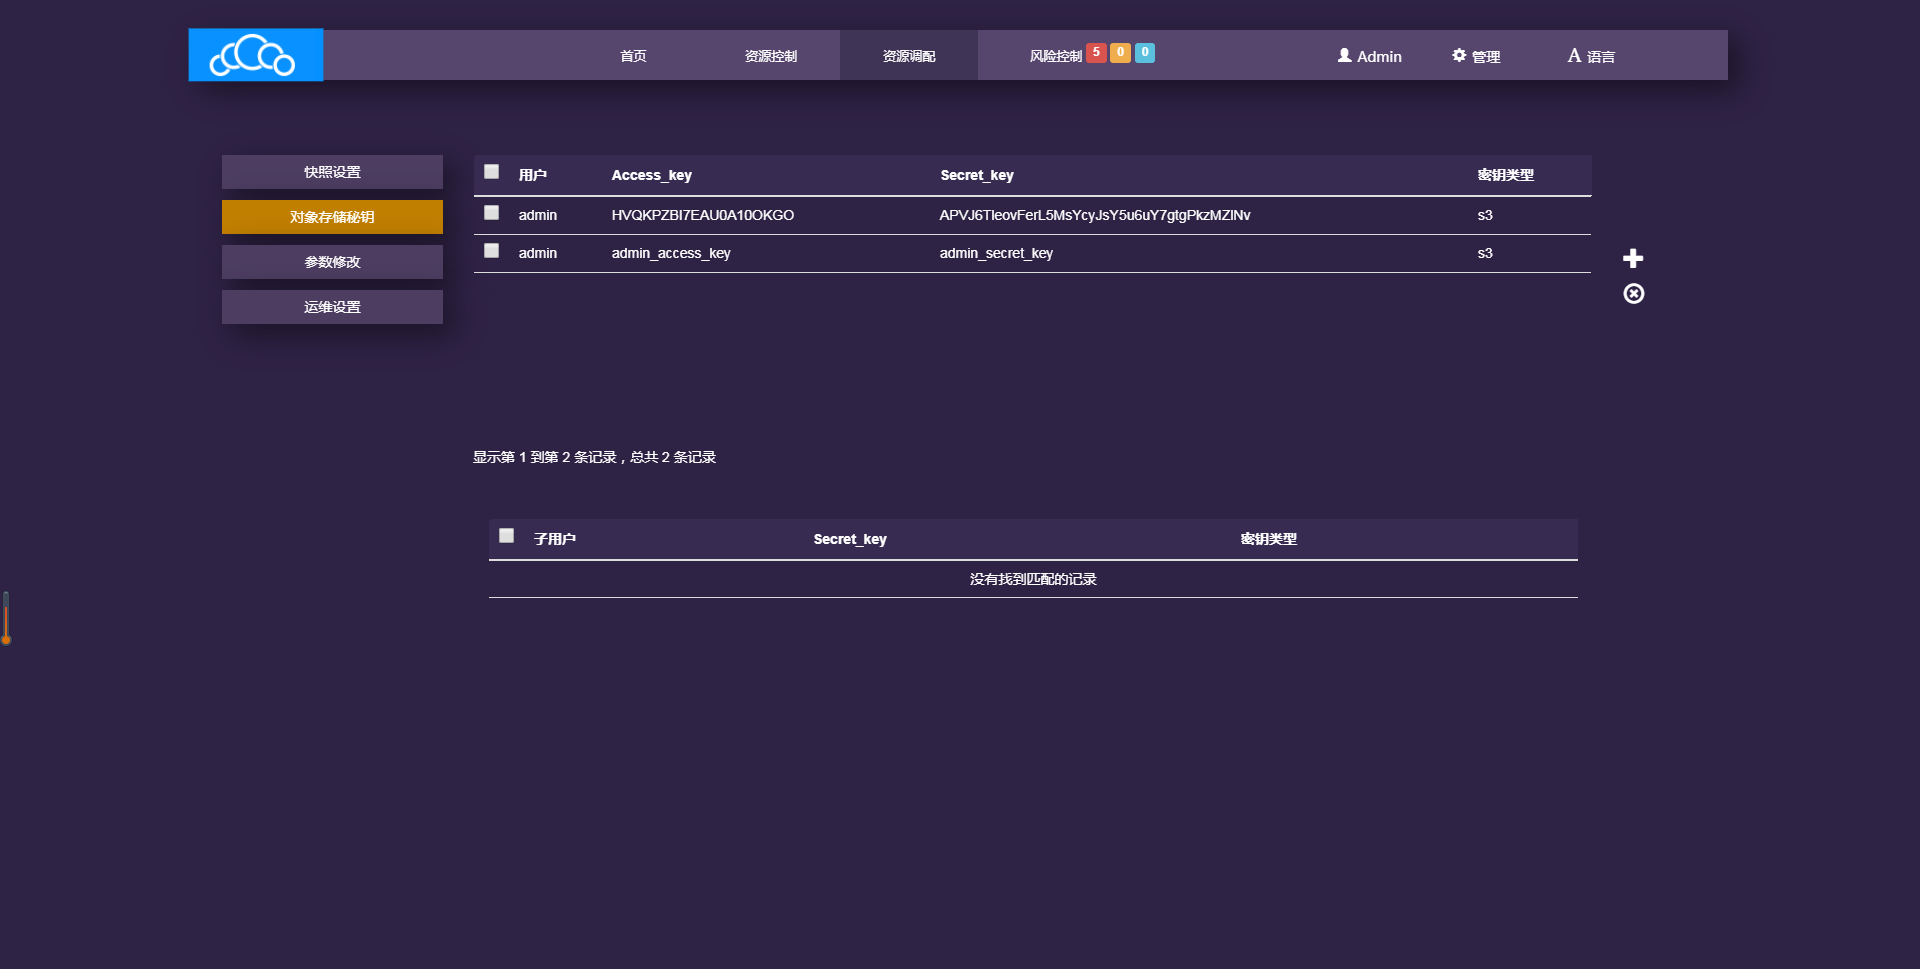 首页 资源控制 资源调配 风险控制 5 0 0 Admin 管理 语言
快照设置
对象存储秘钥
参数修改
运维设置
用户 Access_key Secret_key 密钥类型
admin HVQKPZBI7EAU0A10OKGO APVJ6TleovFerL5MsYcyJsY5u6uY7gtgPkzMZlNv s3
admin admin_access_key admin_secret_key s3
显示第 1 到第 2 条记录，总共 2 条记录
子用户 Secret_key 密钥类型
没有找到匹配的记录